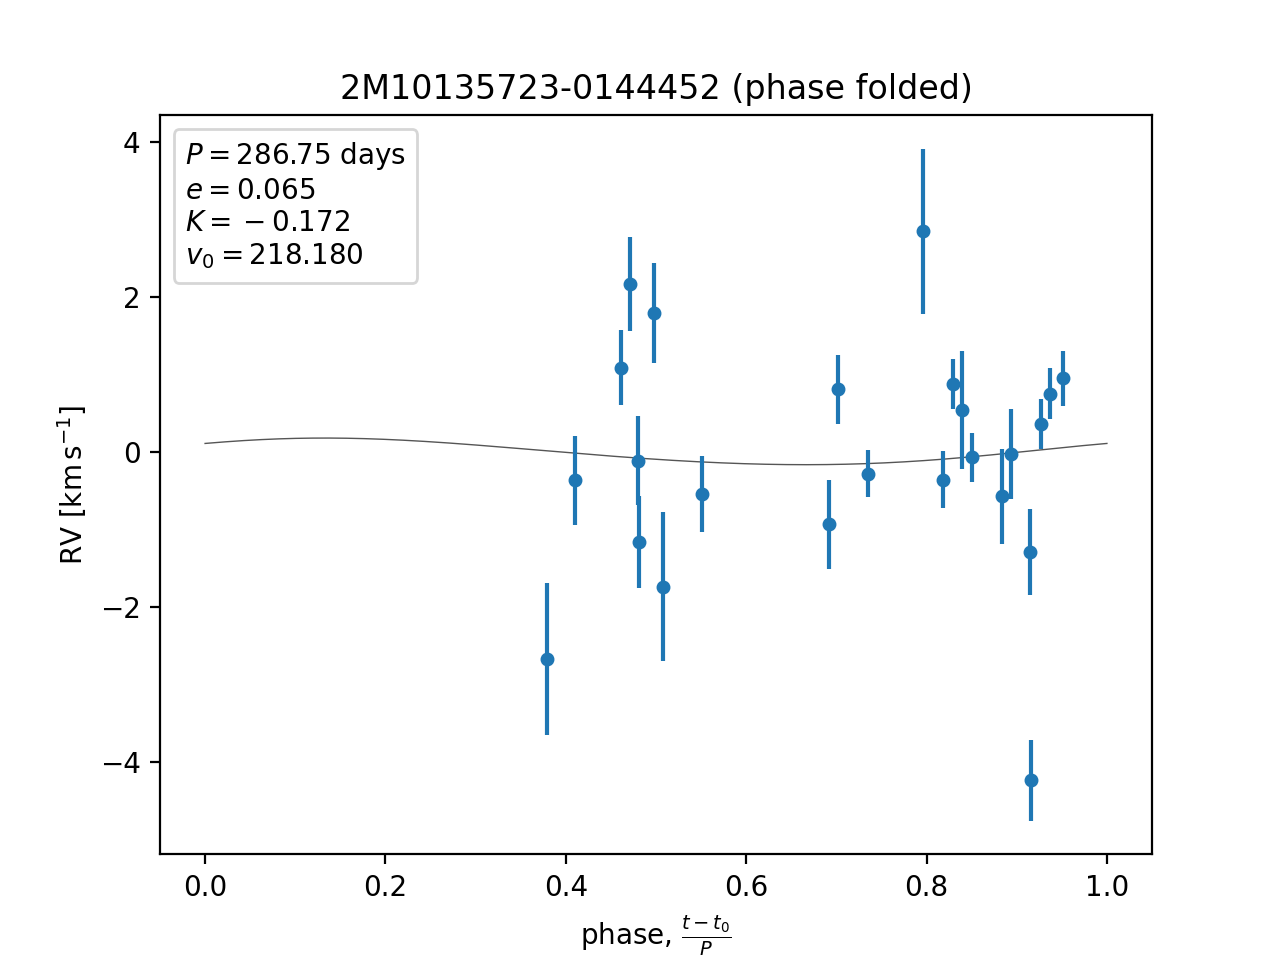 2M10135723-0144452 (phase folded)
P = 286.75 days
e = 0.065
K = −0.172
v₀ = 218.180
4
2
0
−2
−4
RV [km s⁻¹]
0.0 0.2 0.4 0.6 0.8 1.0
phase, (t − t₀)/P